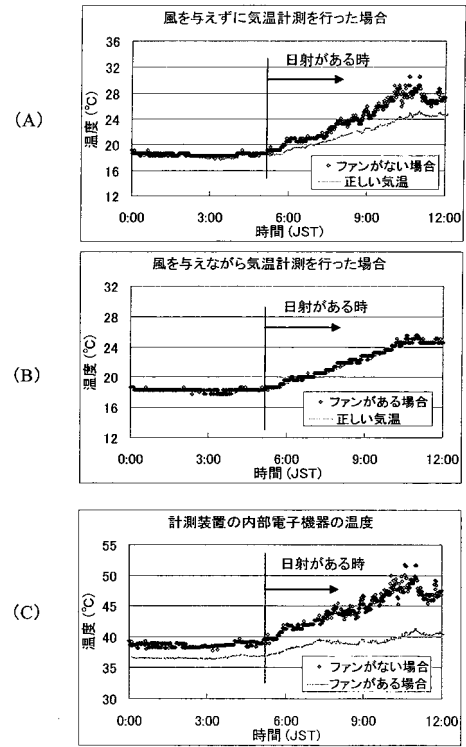 (A)
風を与えずに気温計測を行った場合
日射がある時
温度(℃)
36
32
28
24
20
16
12
ファンがない場合
正しい気温
0:00 3:00 6:00 9:00 12:00
時間(JST)
(B)
風を与えながら気温計測を行った場合
日射がある時
温度(℃)
36
32
28
24
20
16
12
ファンがある場合
正しい気温
0:00 3:00 6:00 9:00 12:00
時間(JST)
(C)
計測装置の内部電子機器の温度
日射がある時
温度(℃)
55
50
45
40
35
30
ファンがない場合
ファンがある場合
0:00 3:00 6:00 9:00 12:00
時間(JST)